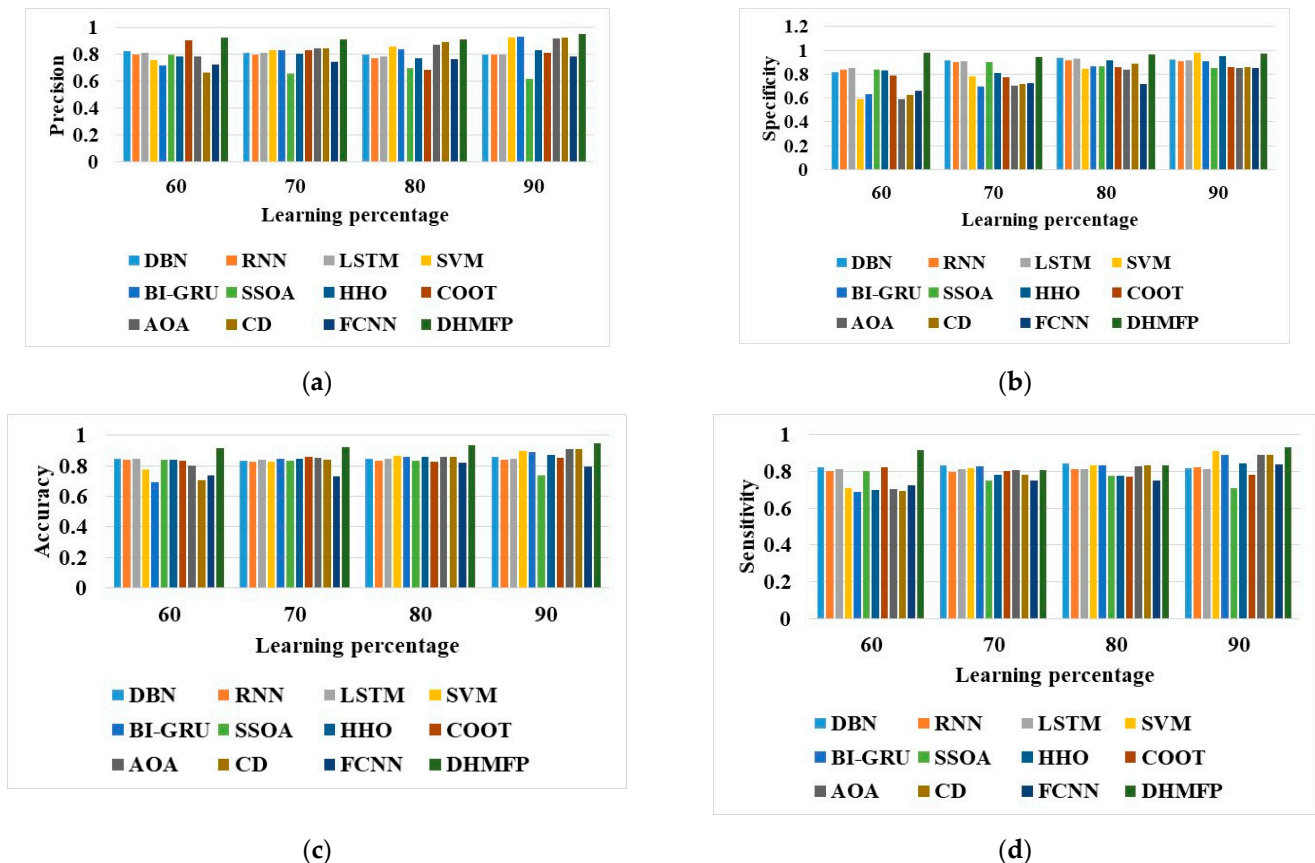 1
0.8
0.6
0.4
0.2
0
Precision
60 70 80 90
Learning percentage
DBN RNN LSTM SVM
BI-GRU SSOA HHO COOT
AOA CD FCNN DHMFP
(a)
1.2
1
0.8
0.6
0.4
0.2
0
Specificity
60 70 80 90
Learning percentage
DBN RNN LSTM SVM
BI-GRU SSOA HHO COOT
AOA CD FCNN DHMFP
(b)
1
0.8
0.6
0.4
0.2
0
Accuracy
60 70 80 90
Learning percentage
DBN RNN LSTM SVM
BI-GRU SSOA HHO COOT
AOA CD FCNN DHMFP
(c)
1
0.8
0.6
0.4
0.2
0
Sensitivity
60 70 80 90
Learning percentage
DBN RNN LSTM SVM
BI-GRU SSOA HHO COOT
AOA CD FCNN DHMFP
(d)